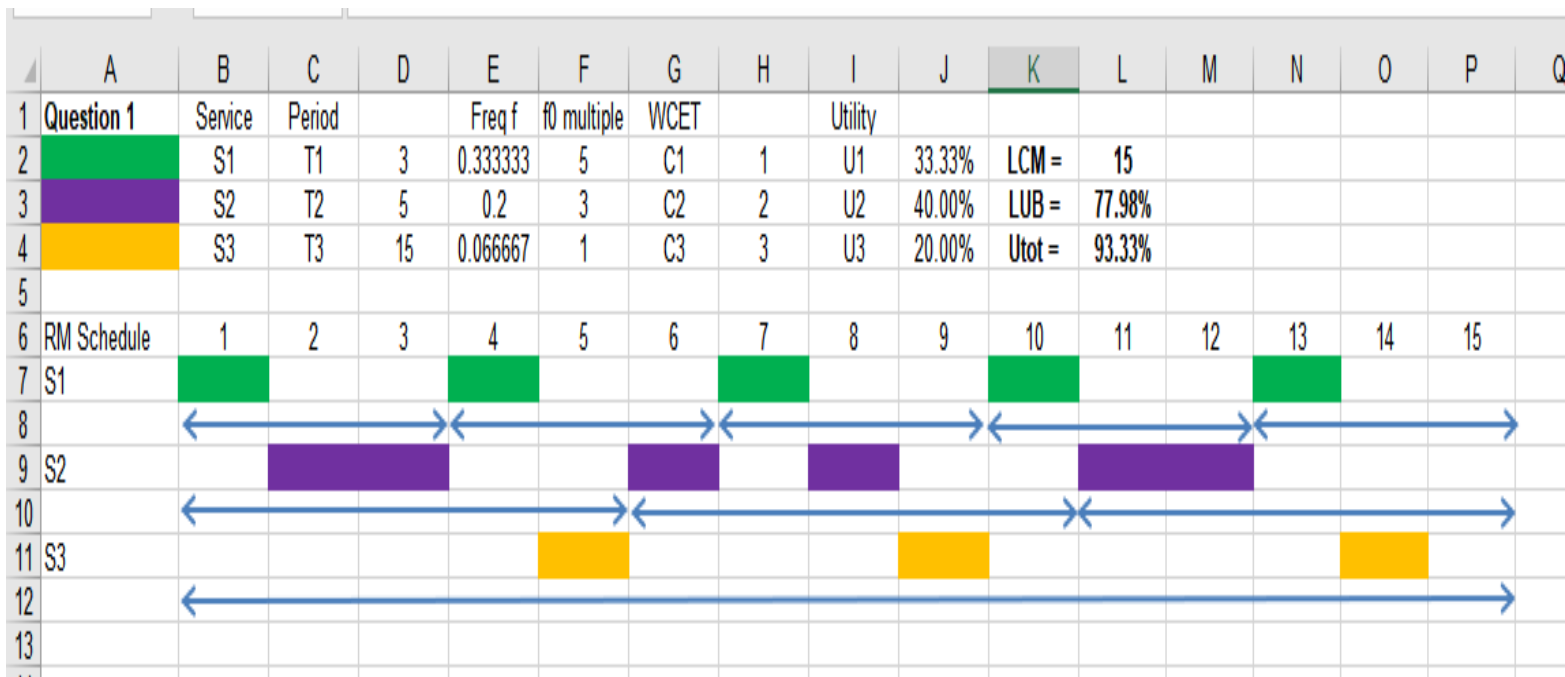 A B C D E F G H I J K L M N O P Q
1 Question 1 Service Period Freq f f0 multiple WCET Utility
2 S1 T1 3 0.333333 5 C1 1 U1 33.33% LCM = 15
3 S2 T2 5 0.2 3 C2 2 U2 40.00% LUB = 77.98%
4 S3 T3 15 0.066667 1 C3 3 U3 20.00% Utot = 93.33%
5
6 RM Schedule 1 2 3 4 5 6 7 8 9 10 11 12 13 14 15
7 S1
8
9 S2
10
11 S3
12
13